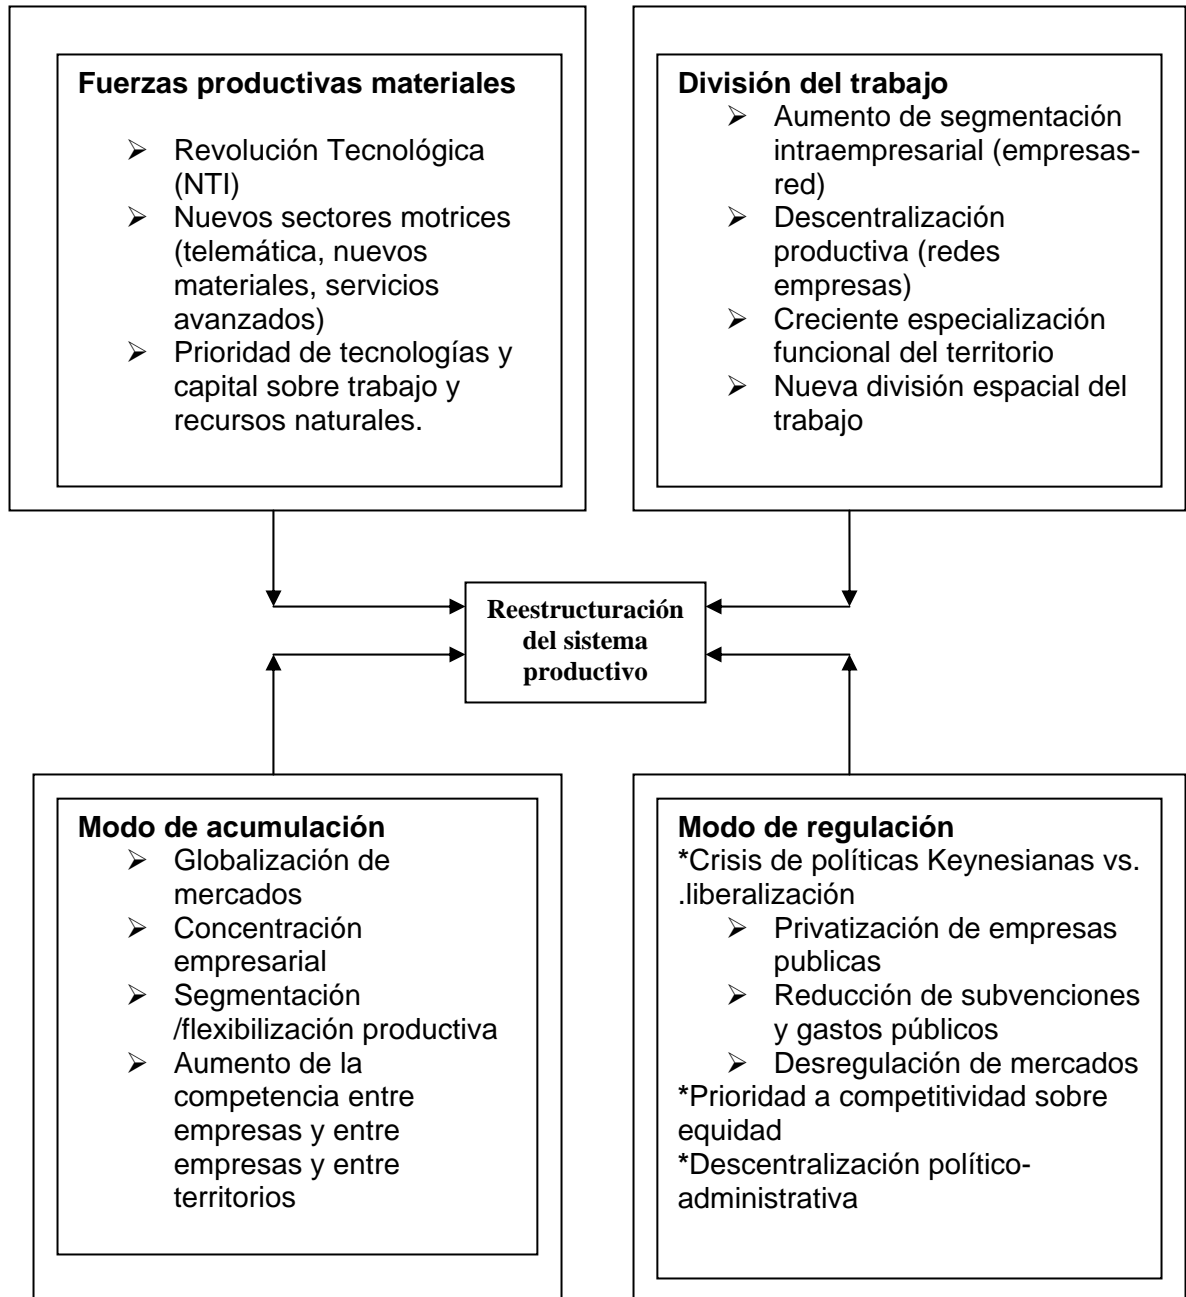 Fuerzas productivas materiales
➢ Revolución Tecnológica
(NTI)
➢ Nuevos sectores motrices
(telemática, nuevos
materiales, servicios
avanzados)
➢ Prioridad de tecnologías y
capital sobre trabajo y
recursos naturales.
División del trabajo
➢ Aumento de segmentación
intraempresarial (empresas-
red)
➢ Descentralización
productiva (redes
empresas)
➢ Creciente especialización
funcional del territorio
➢ Nueva división espacial del
trabajo
Reestructuración
del sistema
productivo
Modo de acumulación
➢ Globalización de
mercados
➢ Concentración
empresarial
➢ Segmentación
/flexibilización productiva
➢ Aumento de la
competencia entre
empresas y entre
empresas y entre
territorios
Modo de regulación
*Crisis de políticas Keynesianas vs.
.liberalización
➢ Privatización de empresas
publicas
➢ Reducción de subvenciones
y gastos públicos
➢ Desregulación de mercados
*Prioridad a competitividad sobre
equidad
*Descentralización político-
administrativa